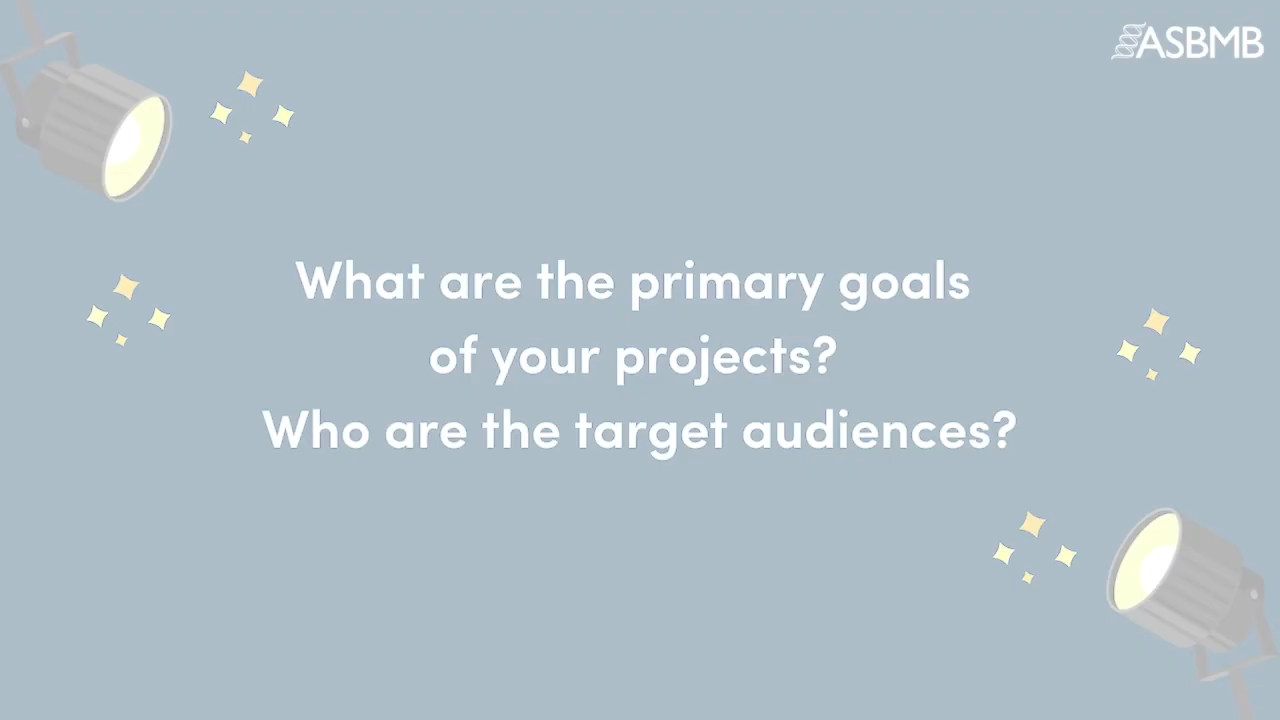 ASBMB
What are the primary goals
of your projects?
Who are the target audiences?